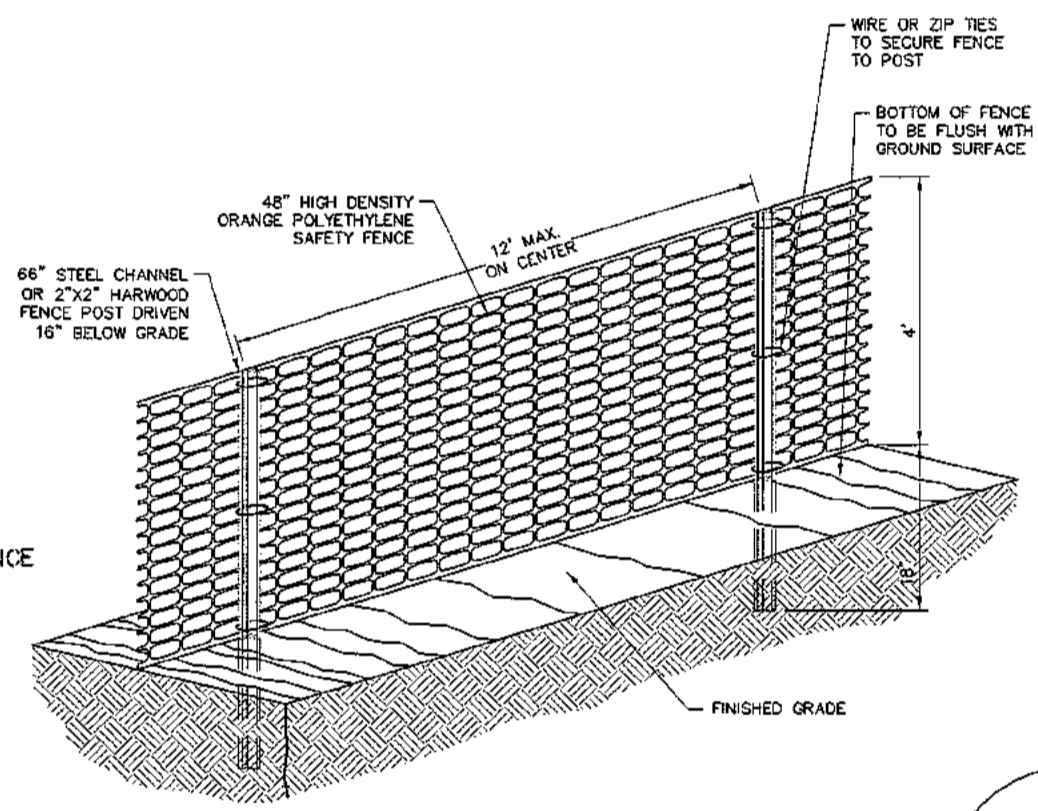 WIRE OR ZIP TIES
TO SECURE FENCE
TO POST
BOTTOM OF FENCE
TO BE FLUSH WITH
GROUND SURFACE
48" HIGH DENSITY
ORANGE POLYETHYLENE
SAFETY FENCE
12' MAX.
ON CENTER
66" STEEL CHANNEL
OR 2"X2" HARWOOD
FENCE POST DRIVEN
16" BELOW GRADE
4'
18"
NCE
FINISHED GRADE